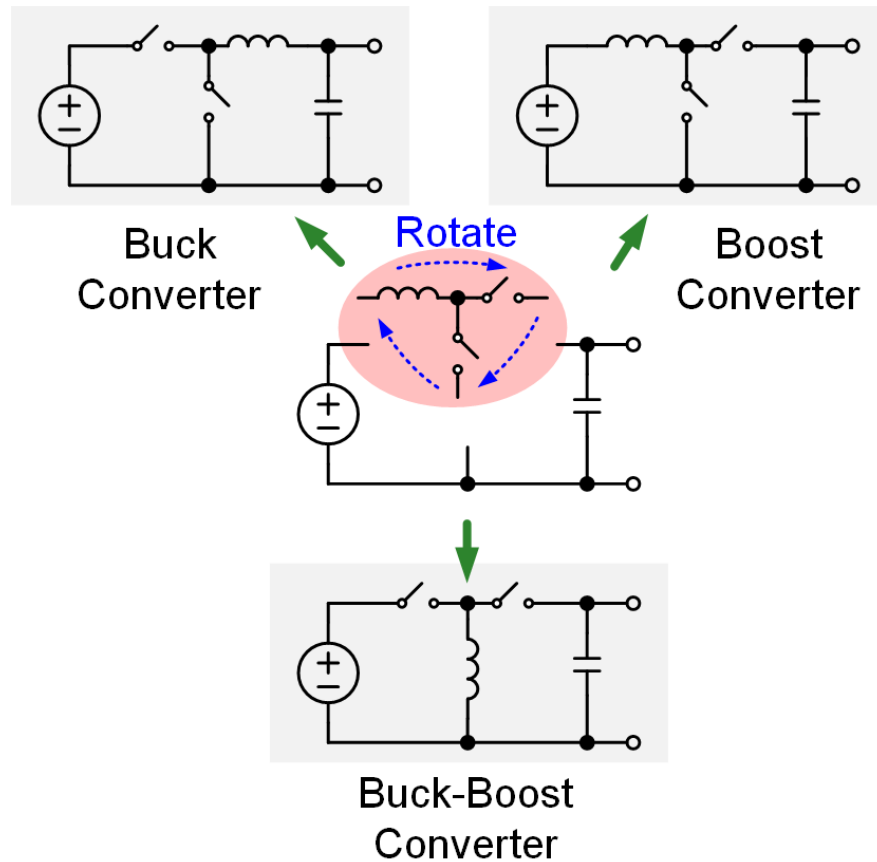 Buck
Converter
Rotate
Boost
Converter
Buck-Boost
Converter